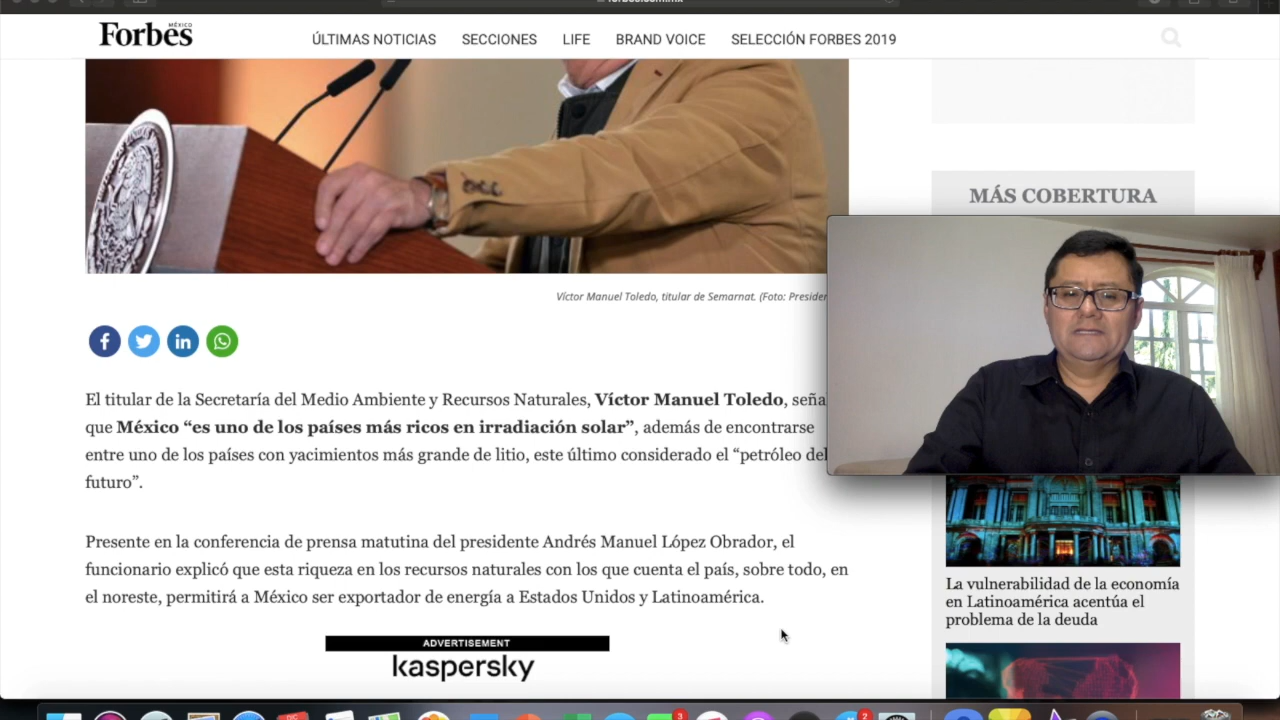 Forbes
MÉXICO
ÚLTIMAS NOTICIAS
SECCIONES
LIFE
BRAND VOICE
SELECCIÓN FORBES 2019
MÁS COBERTURA
Víctor Manuel Toledo, titular de Semarnat. (Foto:
El titular de la Secretaría del Medio Ambiente y Recursos Naturales, Víctor Manuel Toledo, seña
que México “es uno de los países más ricos en irradiación solar”, además de encontrarse
entre uno de los países con yacimientos más grande de litio, este último considerado el “petróleo del
futuro”.
Presente en la conferencia de prensa matutina del presidente Andrés Manuel López Obrador, el
funcionario explicó que esta riqueza en los recursos naturales con los que cuenta el país, sobre todo, en
el noreste, permitirá a México ser exportador de energía a Estados Unidos y Latinoamérica.
ADVERTISEMENT
kaspersky
La vulnerabilidad de la economía
en Latinoamérica acentúa el
problema de la deuda
3
2